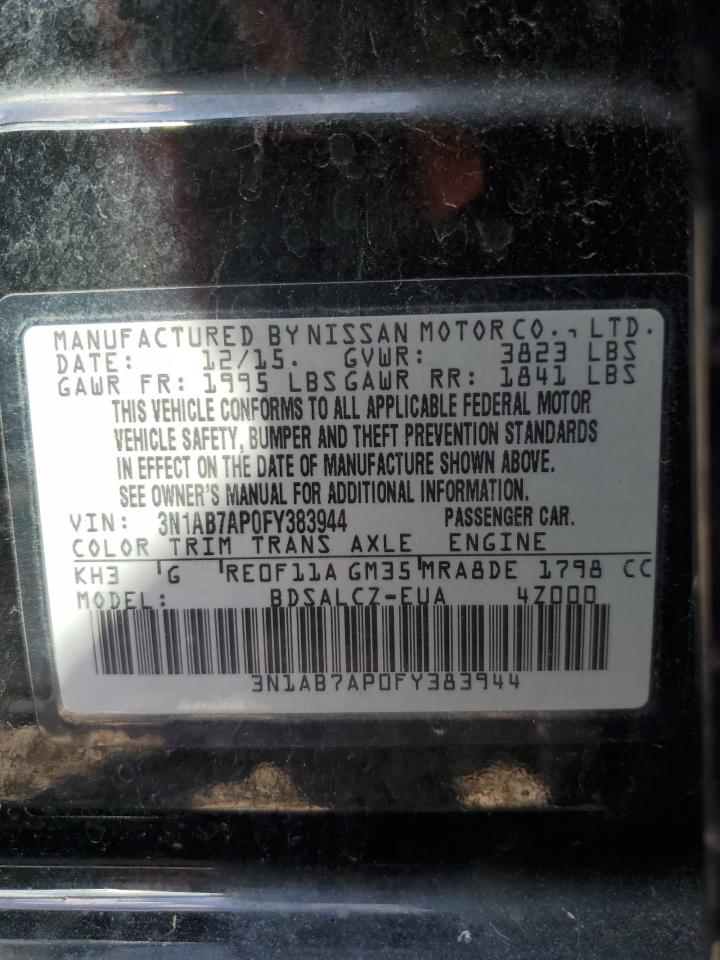 MANUFACTURED BY NISSAN MOTOR CO., LTD.
DATE: 12/15. GVWR: 3823 LBS
GAWR FR: 1995 LBS GAWR RR: 1841 LBS
THIS VEHICLE CONFORMS TO ALL APPLICABLE FEDERAL MOTOR
VEHICLE SAFETY, BUMPER AND THEFT PREVENTION STANDARDS
IN EFFECT ON THE DATE OF MANUFACTURE SHOWN ABOVE.
SEE OWNER'S MANUAL FOR ADDITIONAL INFORMATION.
VIN: 3N1AB7AP0FY383944 PASSENGER CAR.
COLOR TRIM TRANS AXLE ENGINE
KH3 'G 'RE0F11A GM35'MRA8DE 1798 CC
MODEL: BDSALCZ-EUA 4Z000
3N1AB7AP0FY383944